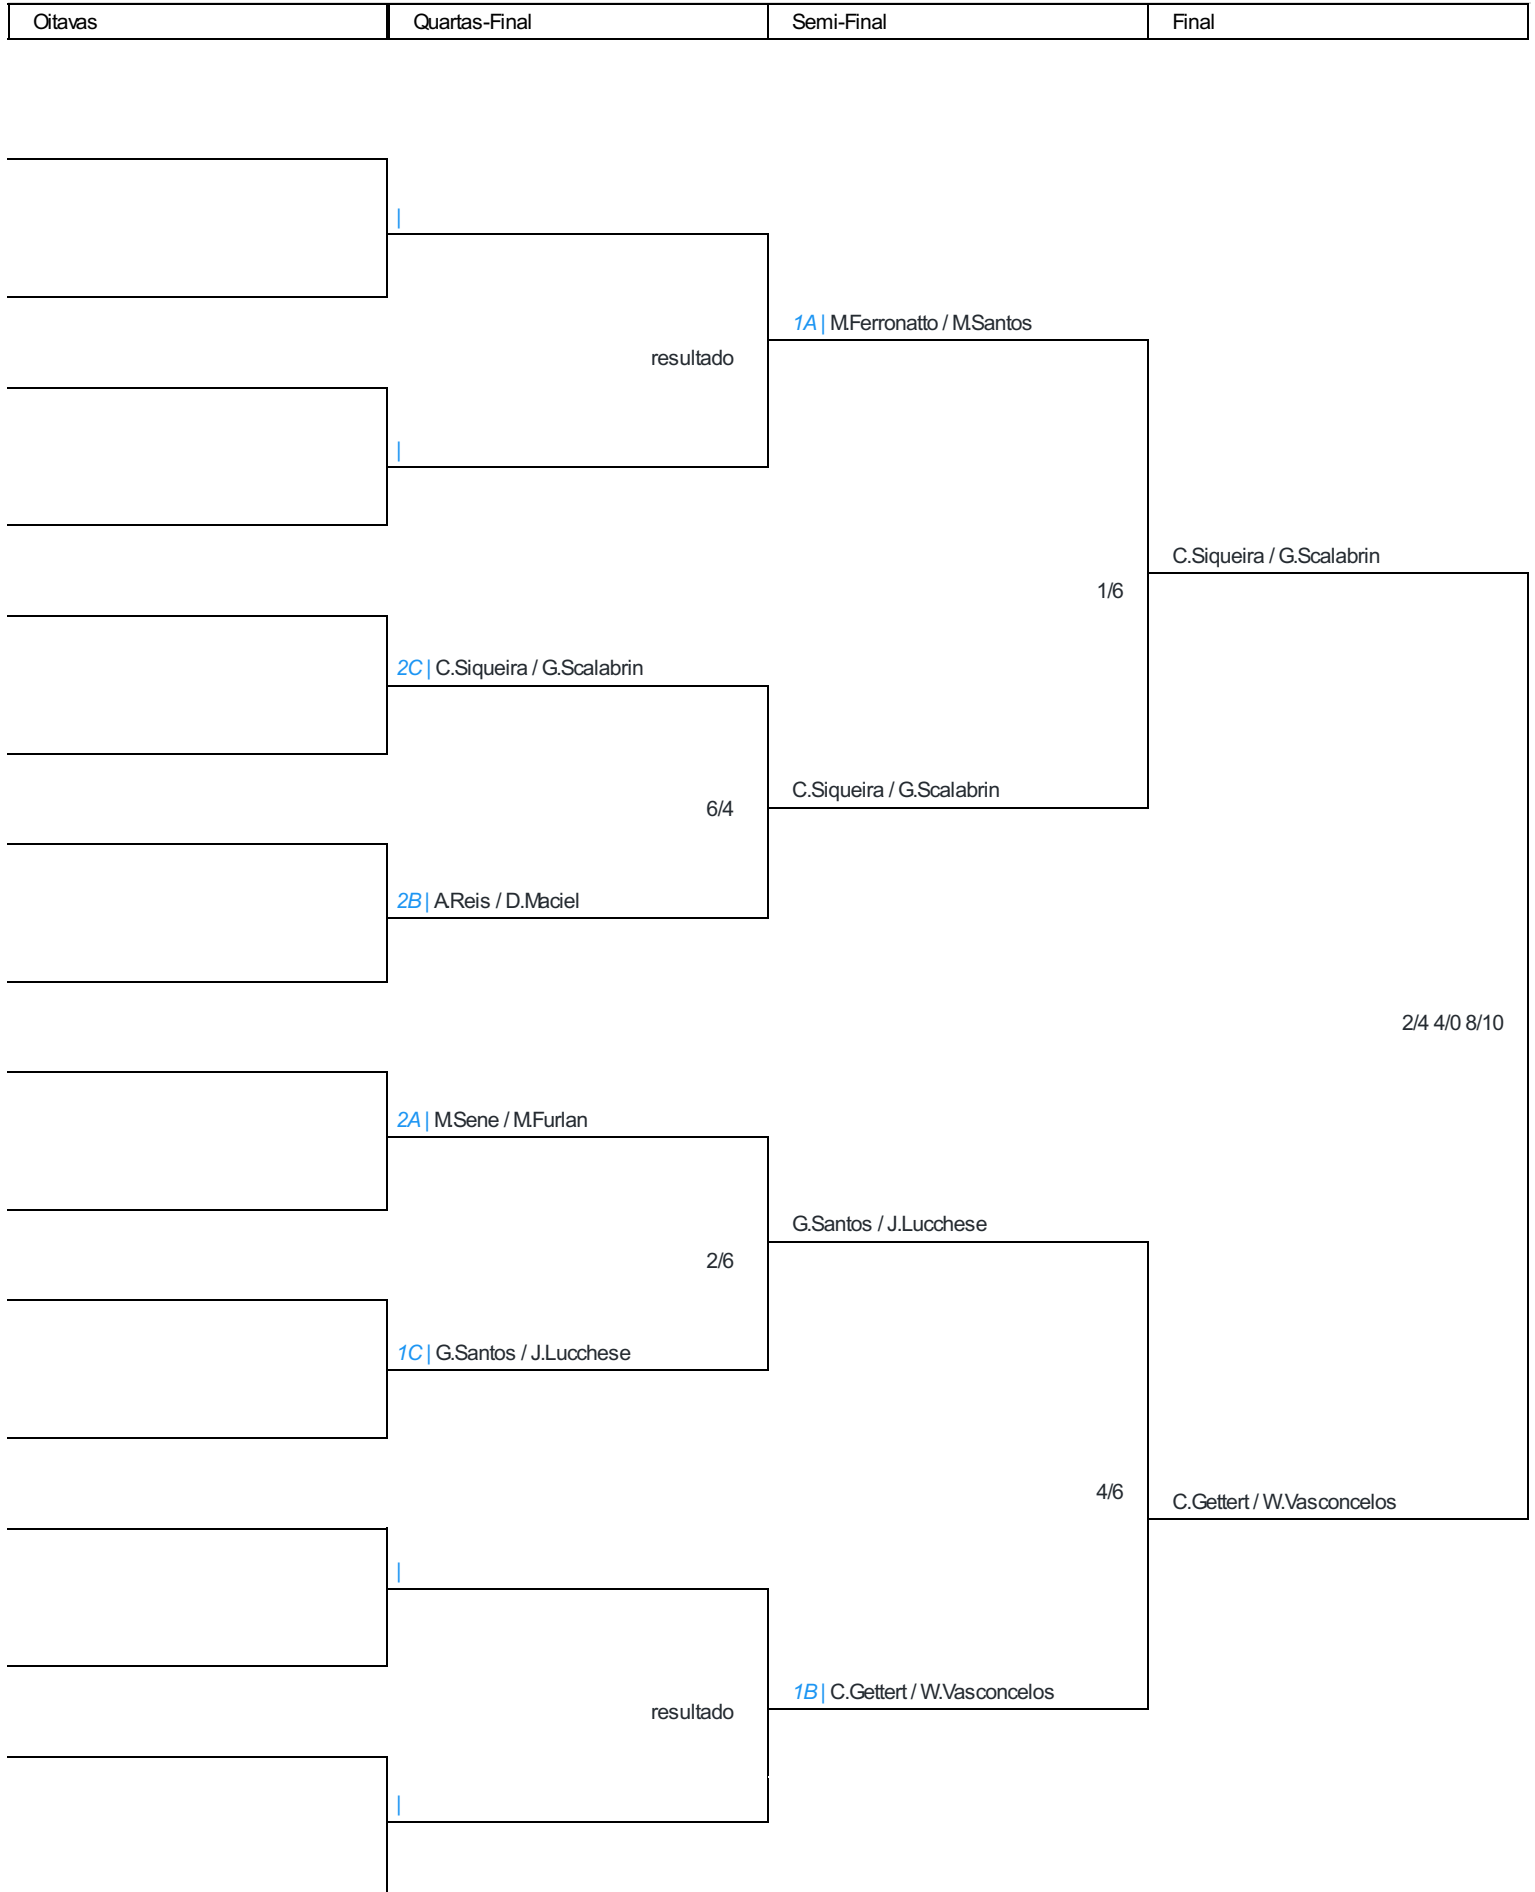 Oitavas Quartas-Final Semi-Final Final
|
1A | M.Ferronatto / M.Santos
resultado
|
C.Siqueira / G.Scalabrin
1/6
2C | C.Siqueira / G.Scalabrin
C.Siqueira / G.Scalabrin
6/4
2B | A.Reis / D.Maciel
2/4 4/0 8/10
2A | M.Sene / M.Furlan
G.Santos / J.Lucchese
2/6
1C | G.Santos / J.Lucchese
4/6
C.Gettert / W.Vasconcelos
|
1B | C.Gettert / W.Vasconcelos
resultado
|